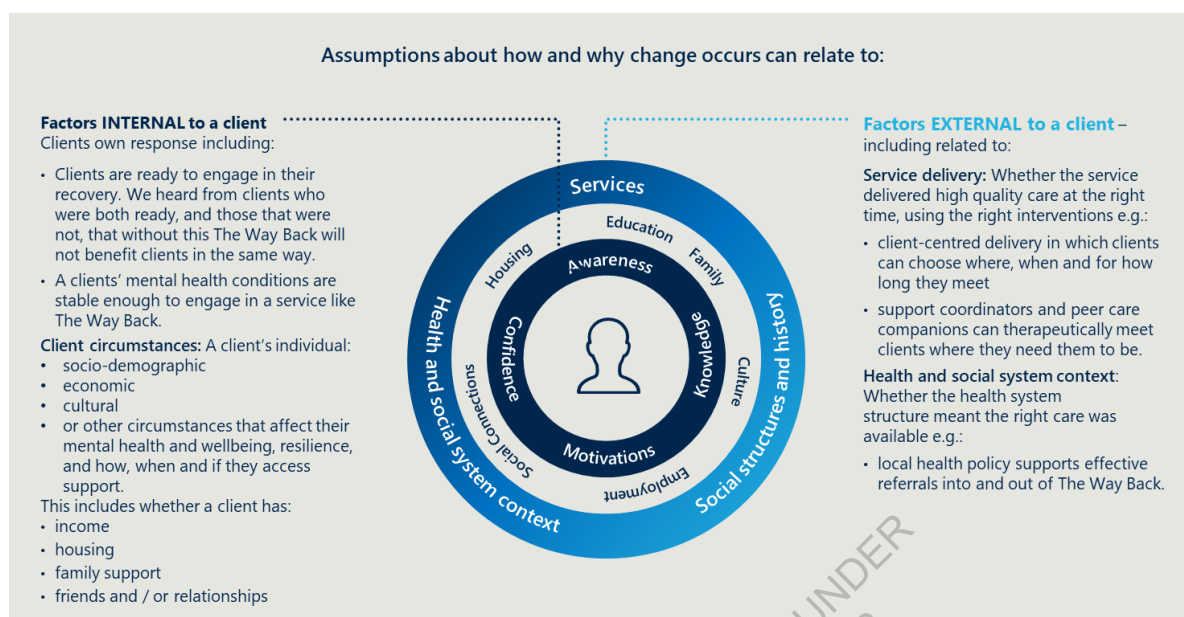 Assumptions about how and why change occurs can relate to:
Factors INTERNAL to a client
Clients own response including:
• Clients are ready to engage in their
recovery. We heard from clients who
were both ready, and those that were
not, that without this The Way Back will
not benefit clients in the same way.
• A clients' mental health conditions are
stable enough to engage in a service like
The Way Back.
Client circumstances: A client's individual:
• socio-demographic
• economic
• cultural
• or other circumstances that affect their
mental health and wellbeing, resilience,
and how, when and if they access
support.
This includes whether a client has:
• income
• housing
• family support
• friends and / or relationships
Services
Social structures and history
Health and social system context
Education
Family
Culture
Employment
Social Connections
Housing
Awareness
Knowledge
Motivations
Confidence
Factors EXTERNAL to a client –
including related to:
Service delivery: Whether the service
delivered high quality care at the right
time, using the right interventions e.g.:
• client-centred delivery in which clients
can choose where, when and for how
long they meet
• support coordinators and peer care
companions can therapeutically meet
clients where they need them to be.
Health and social system context:
Whether the health system
structure meant the right care was
available e.g.:
• local health policy supports effective
referrals into and out of The Way Back.
UNDER